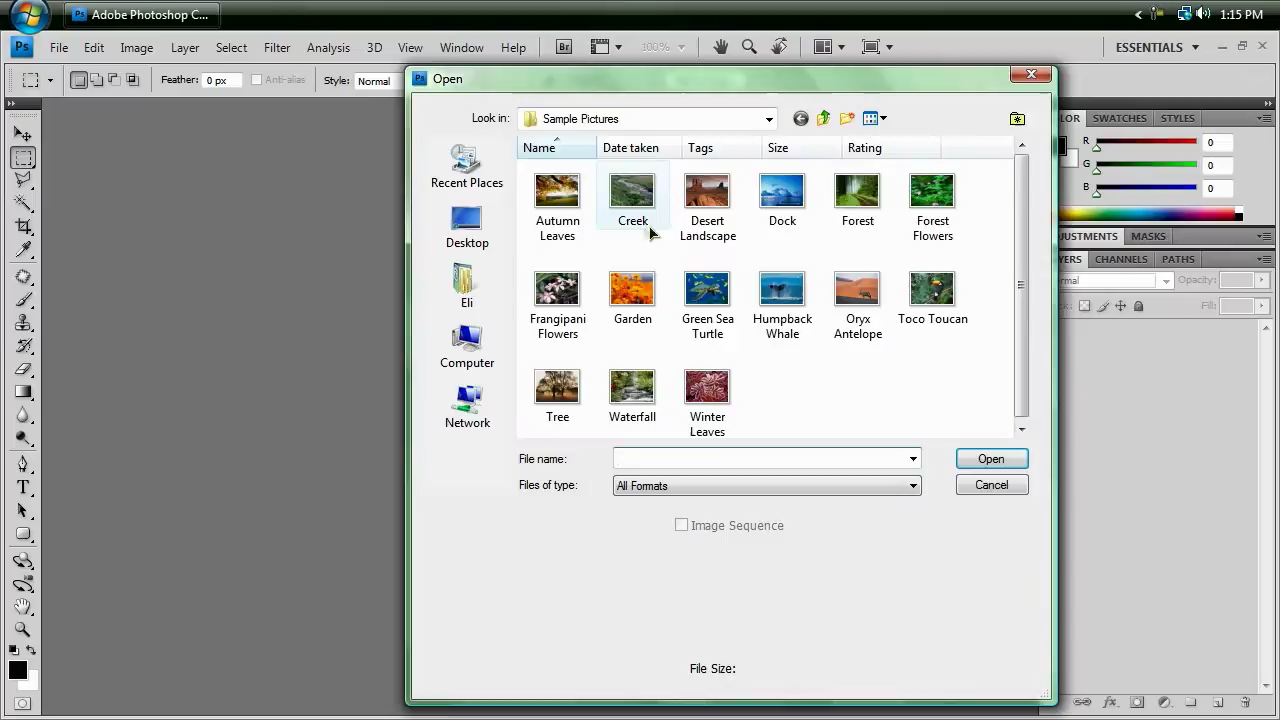 Adobe Photoshop C...
1:15 PM
Ps File Edit Image Layer Select Filter Analysis 3D View Window Help Br 100% ESSENTIALS
Feather: 0 px Anti-alias Style: Normal
Ps Open
Look in: Sample Pictures
Name Date taken Tags Size Rating
Recent Places
Desktop
Eli
Computer
Network
Autumn Leaves
Creek
Desert Landscape
Dock
Forest
Forest Flowers
Frangipani Flowers
Garden
Green Sea Turtle
Humpback Whale
Oryx Antelope
Toco Toucan
Tree
Waterfall
Winter Leaves
File name: Open
Files of type: All Formats Cancel
Image Sequence
File Size:
OLOR SWATCHES STYLES
R 0
G 0
B 0
DJUSTMENTS MASKS
YERS CHANNELS PATHS
rmal Opacity:
Fill: